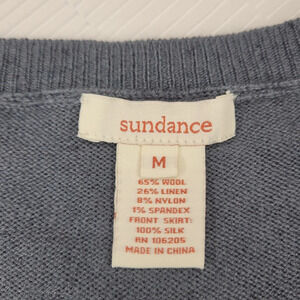 sundance
M
65% WOOL
26% LINEN
8% NYLON
1% SPANDEX
FRONT SKIRT:
100% SILK
RN 106205
MADE IN CHINA